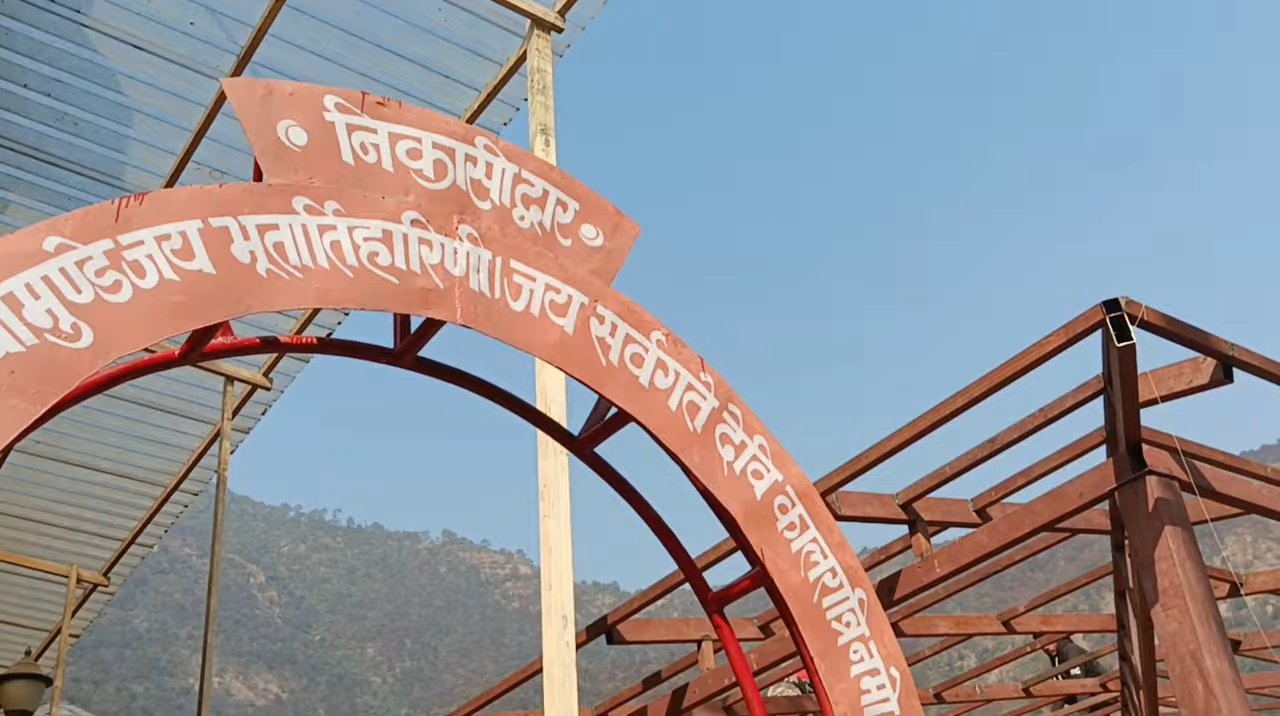 निकासी द्वार
ामुण्डे जय भूतार्तिहारिणी। जय सर्वगते देवि कालरात्रि नमो